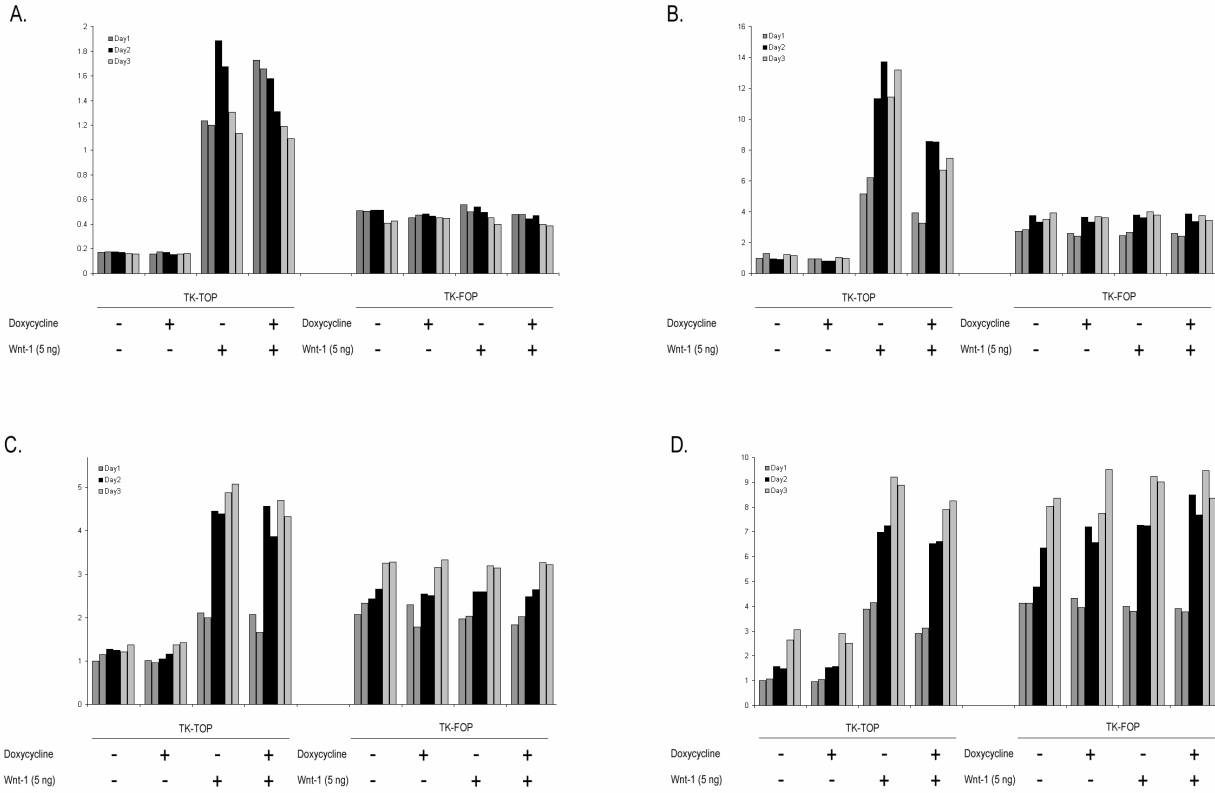 A.
2
1.8
1.6
1.4
1.2
1
0.8
0.6
0.4
0.2
0
Day1
Day2
Day3
TK-TOP TK-FOP
Doxycycline - + - + - + - +
Wnt-1 (5 ng) - - + + - - + +
B.
16
14
12
10
8
6
4
2
0
Day1
Day2
Day3
TK-TOP TK-FOP
Doxycycline - + - + Doxycycline - + - +
Wnt-1 (5 ng) - - + + Wnt-1 (5 ng) - - + +
C.
5
4
3
2
1
0
Day1
Day2
Day3
TK-TOP TK-FOP
Doxycycline - + - + Doxycycline - + - +
Wnt-1 (5 ng) - - + + Wnt-1 (5 ng) - - + +
D.
10
9
8
7
6
5
4
3
2
1
0
Day1
Day2
Day3
TK-TOP TK-FOP
Doxycycline - + - + Doxycycline - + - +
Wnt-1 (5 ng) - - + + Wnt-1 (5 ng) - - + +